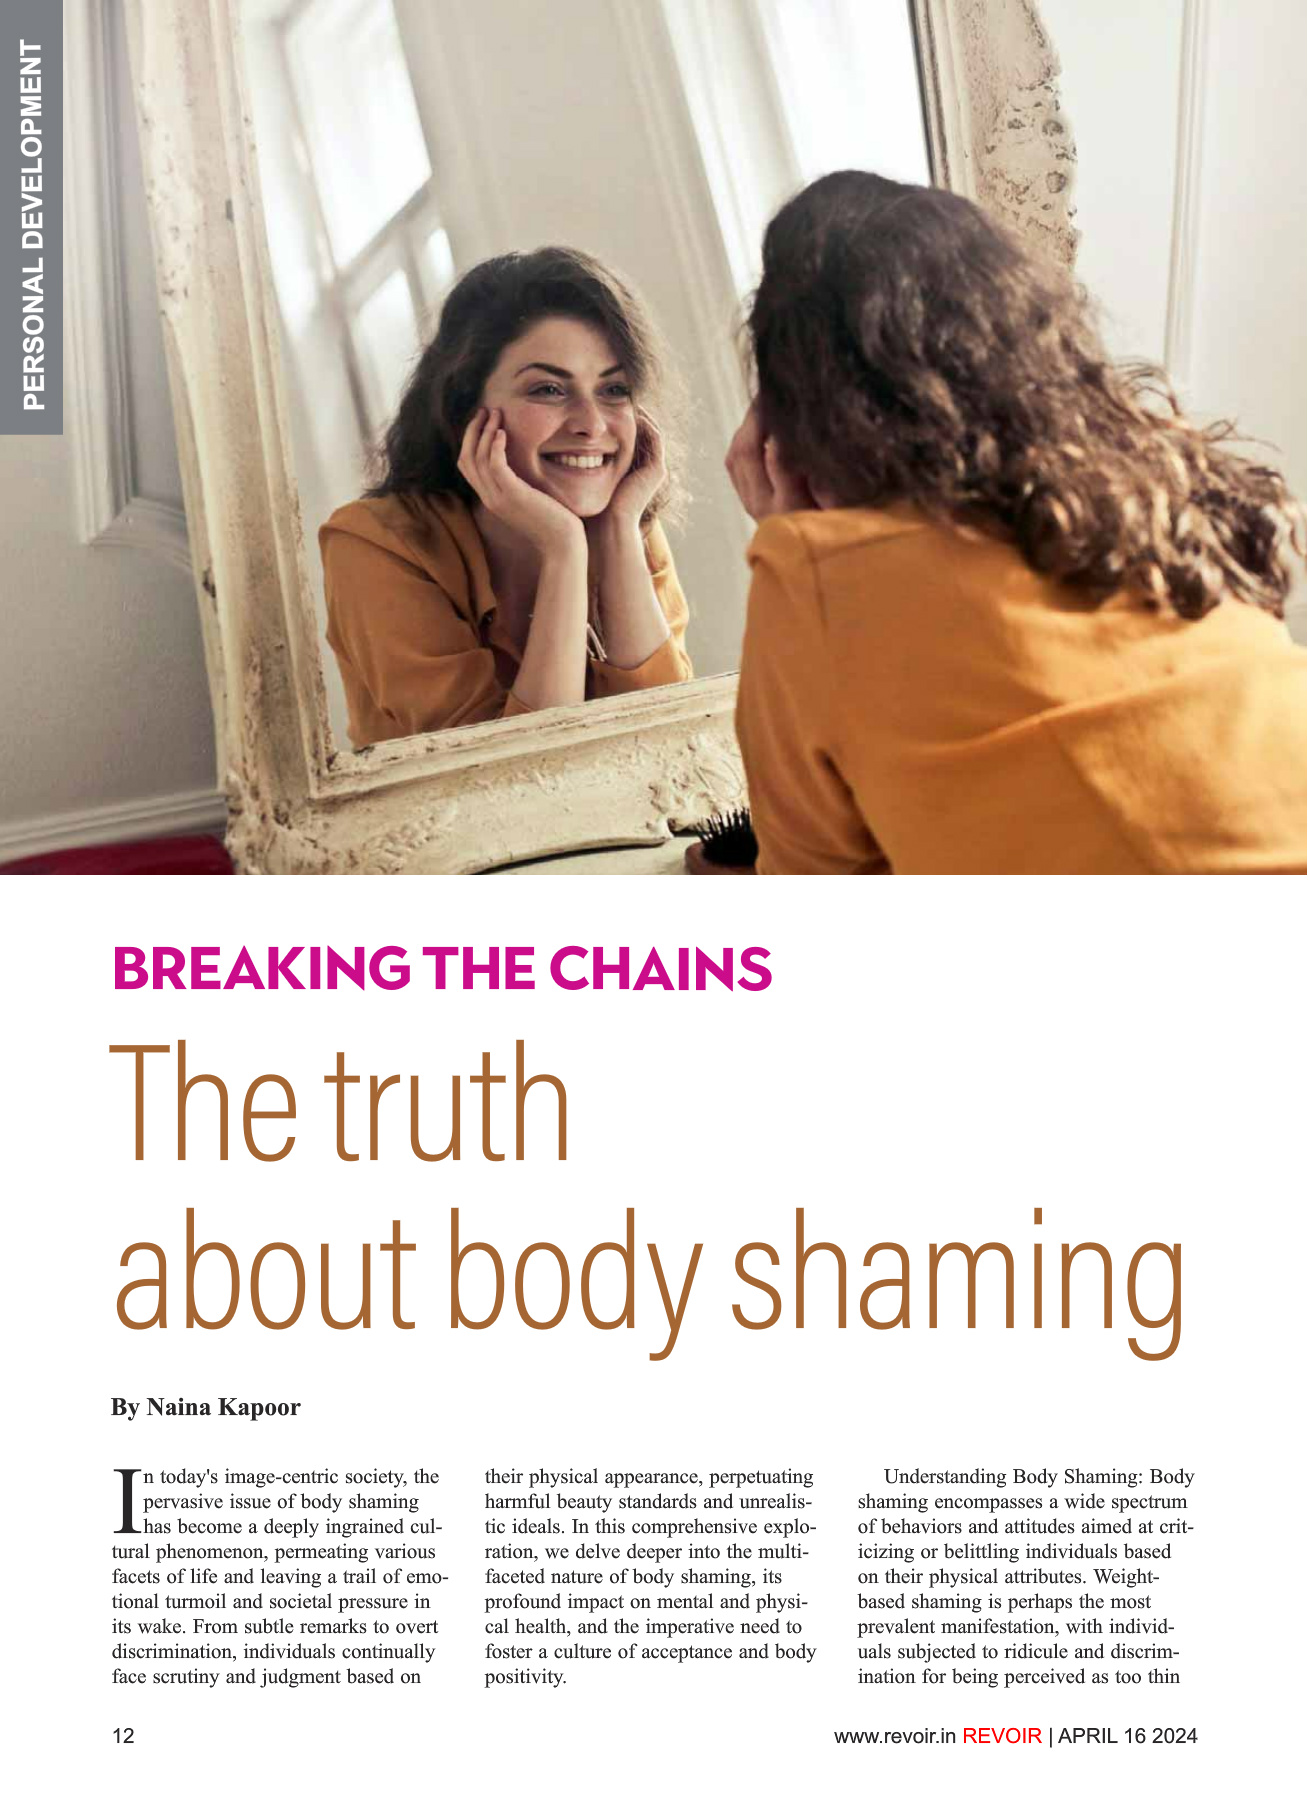 PERSONAL DEVELOPMENT
BREAKING THE CHAINS
The truth
about body shaming
By Naina Kapoor
In today's image-centric society, the
pervasive issue of body shaming
has become a deeply ingrained cul-
tural phenomenon, permeating various
facets of life and leaving a trail of emo-
tional turmoil and societal pressure in
its wake. From subtle remarks to overt
discrimination, individuals continually
face scrutiny and judgment based on
their physical appearance, perpetuating
harmful beauty standards and unrealis-
tic ideals. In this comprehensive explo-
ration, we delve deeper into the multi-
faceted nature of body shaming, its
profound impact on mental and physi-
cal health, and the imperative need to
foster a culture of acceptance and body
positivity.
Understanding Body Shaming: Body
shaming encompasses a wide spectrum
of behaviors and attitudes aimed at crit-
icizing or belittling individuals based
on their physical attributes. Weight-
based shaming is perhaps the most
prevalent manifestation, with individ-
uals subjected to ridicule and discrim-
ination for being perceived as too thin
12
www.revoir.in REVOIR | APRIL 16 2024